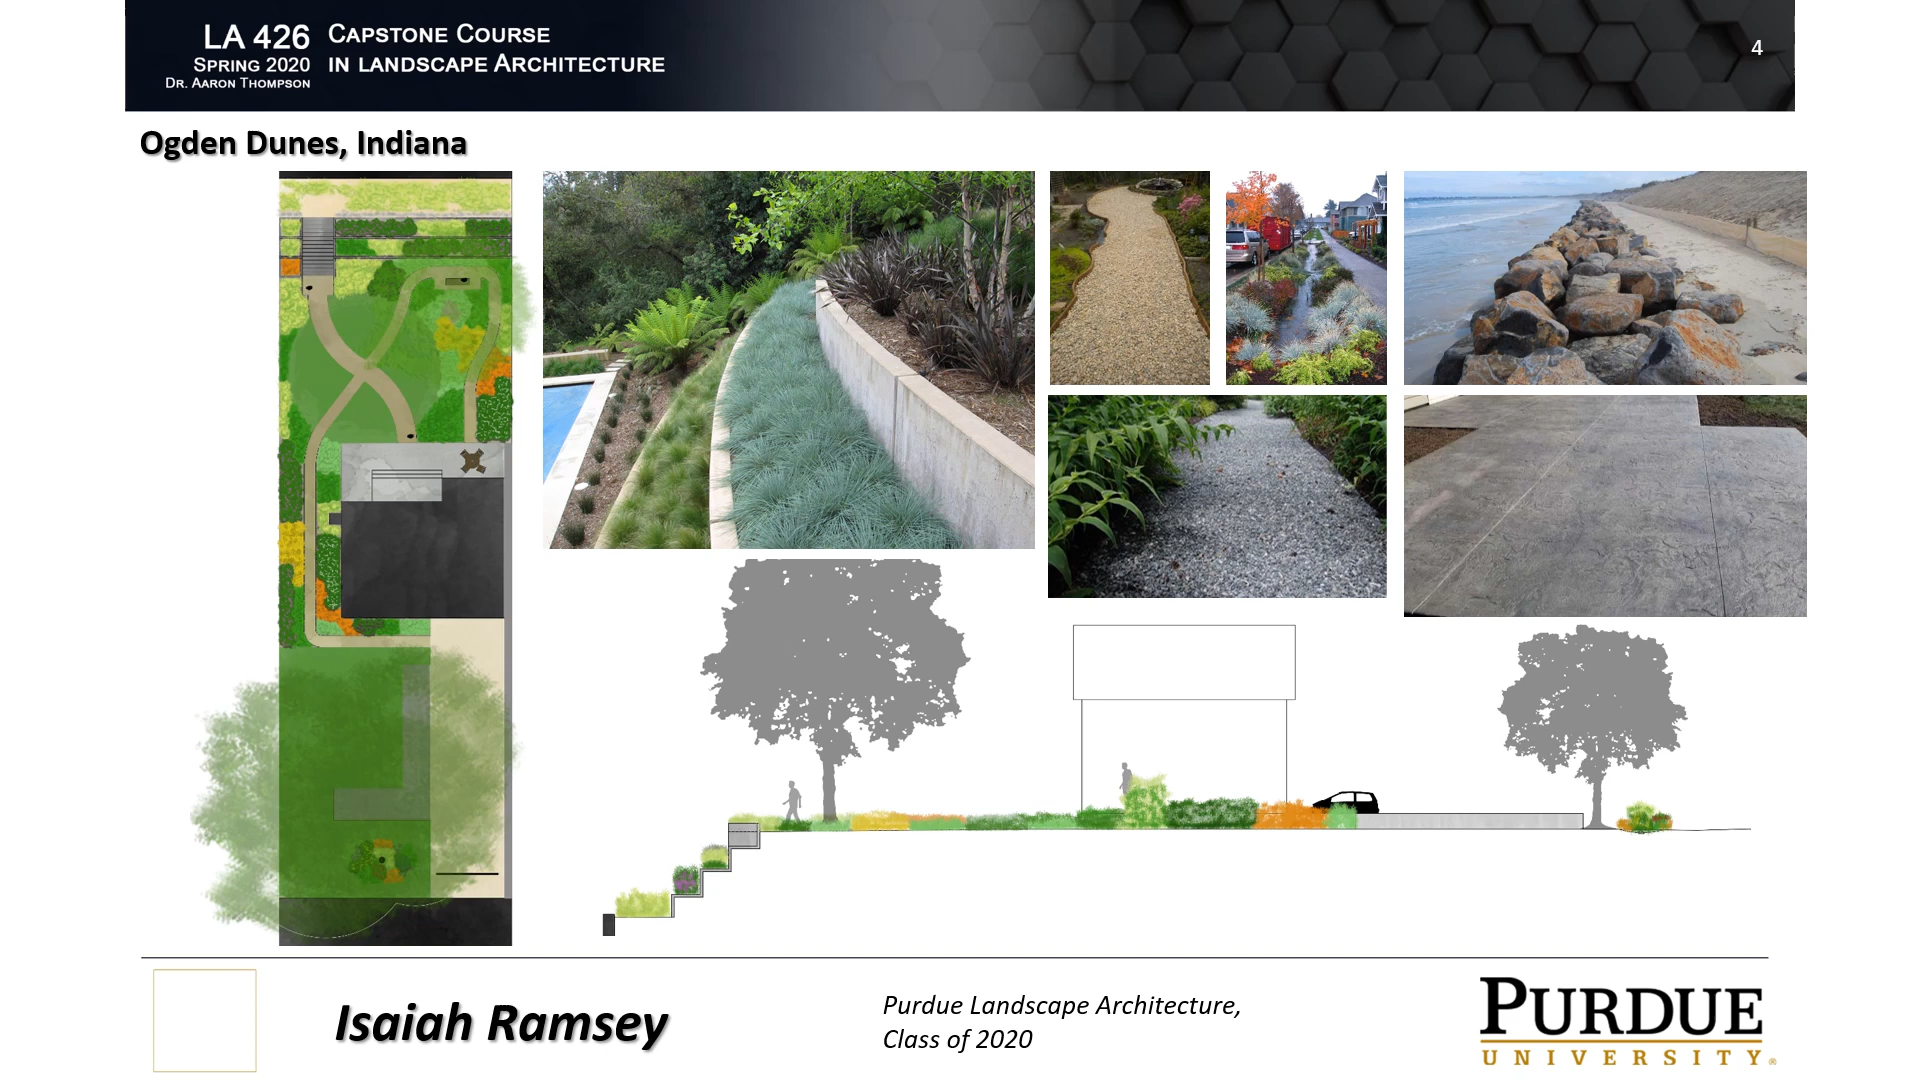 LA 426
SPRING 2020
DR. AARON THOMPSON
CAPSTONE COURSE
IN LANDSCAPE ARCHITECTURE
4
Ogden Dunes, Indiana
Isaiah Ramsey
Purdue Landscape Architecture,
Class of 2020
PURDUE
UNIVERSITY®